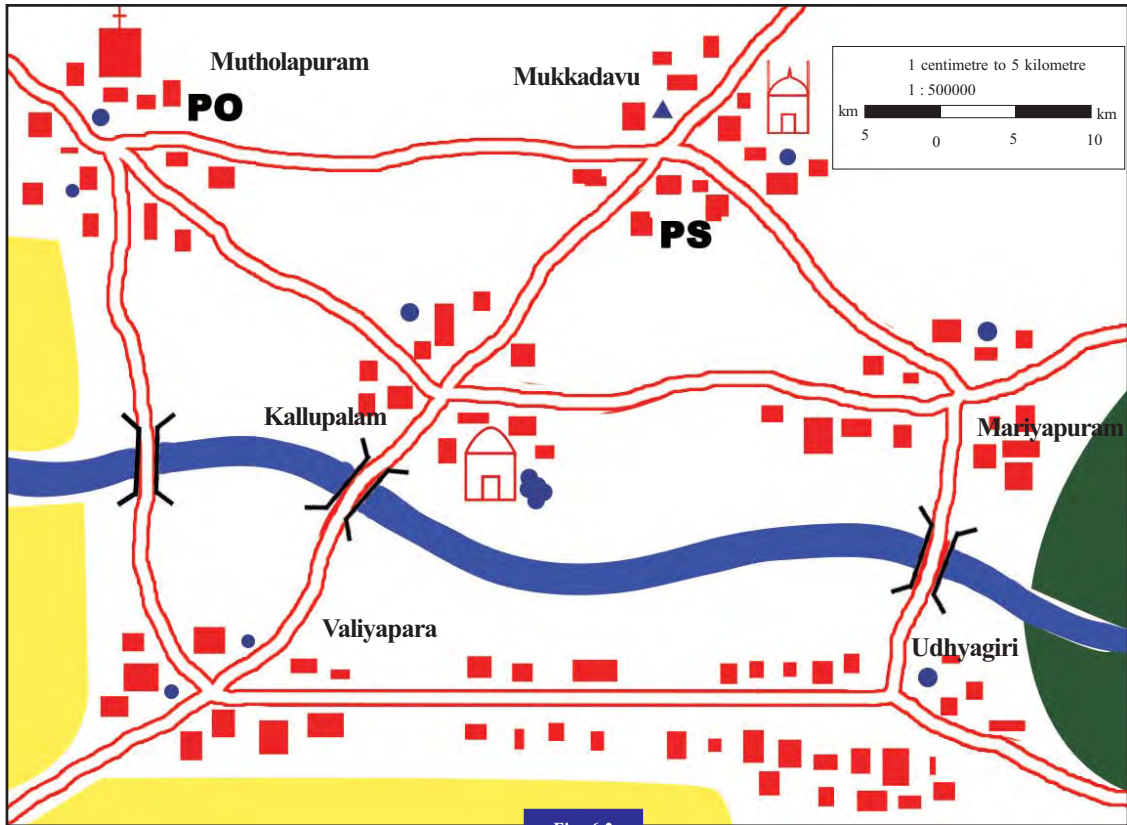 Mutholapuram
PO
Mukkadavu
1 centimetre to 5 kilometre
1 : 500000
km
km
5 0 5 10
PS
Kallupalam
Mariyapuram
Valiyapara
Udhyagiri